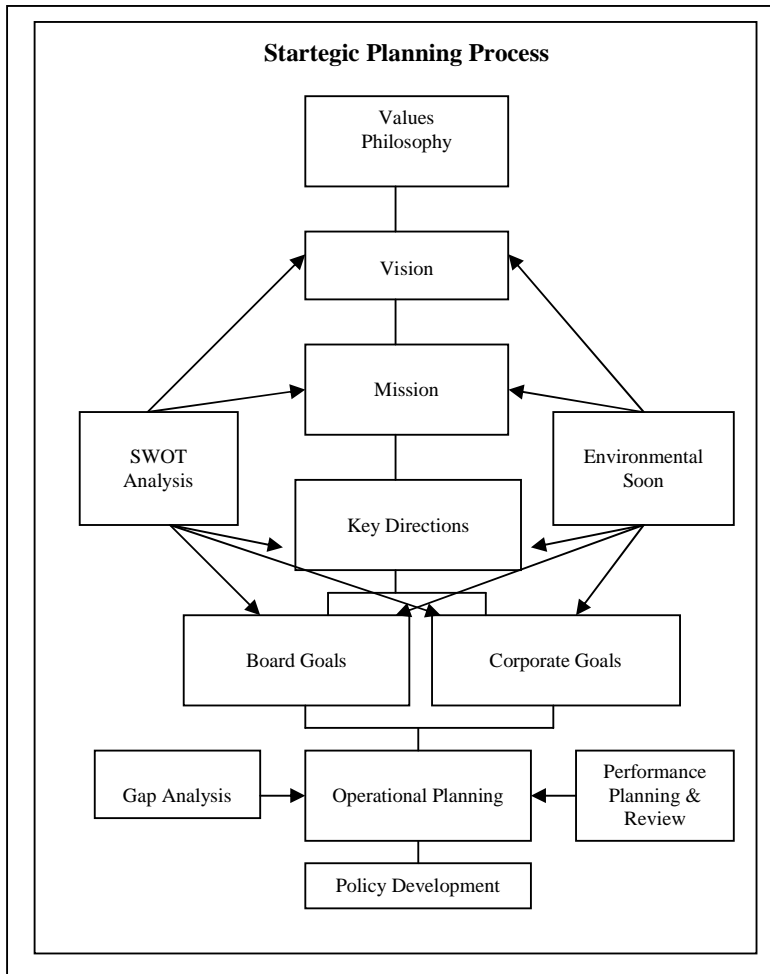 Startegic Planning Process
Values
Philosophy
Vision
Mission
SWOT
Analysis
Environmental
Soon
Key Directions
Board Goals
Corporate Goals
Gap Analysis
Operational Planning
Performance
Planning &
Review
Policy Development